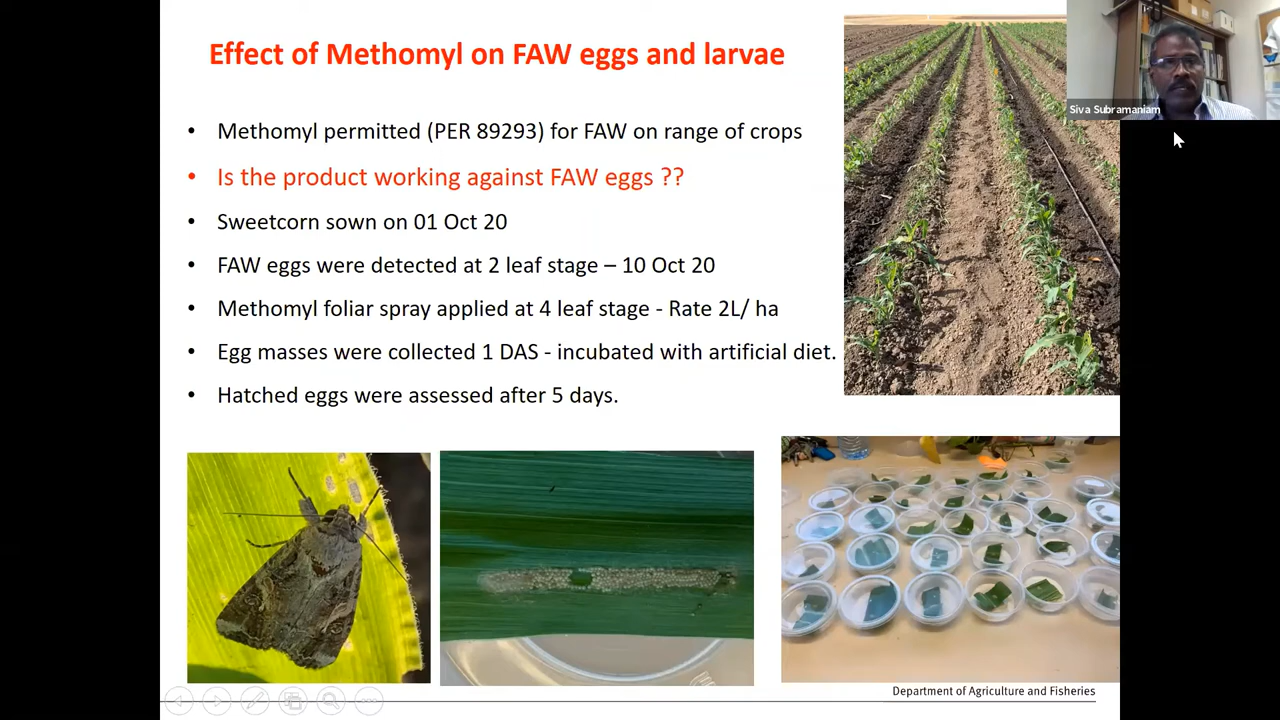 Effect of Methomyl on FAW eggs and larvae
Siva Subramaniam
• Methomyl permitted (PER 89293) for FAW on range of crops
• Is the product working against FAW eggs ??
• Sweetcorn sown on 01 Oct 20
• FAW eggs were detected at 2 leaf stage – 10 Oct 20
• Methomyl foliar spray applied at 4 leaf stage - Rate 2L/ ha
• Egg masses were collected 1 DAS - incubated with artificial diet.
• Hatched eggs were assessed after 5 days.
Department of Agriculture and Fisheries